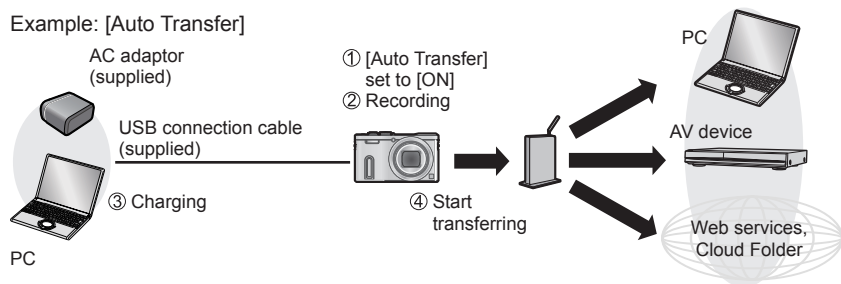 Example: [Auto Transfer]
AC adaptor
(supplied)
USB connection cable
(supplied)
③ Charging
PC
① [Auto Transfer]
set to [ON]
② Recording
④ Start
transferring
PC
AV device
Web services,
Cloud Folder